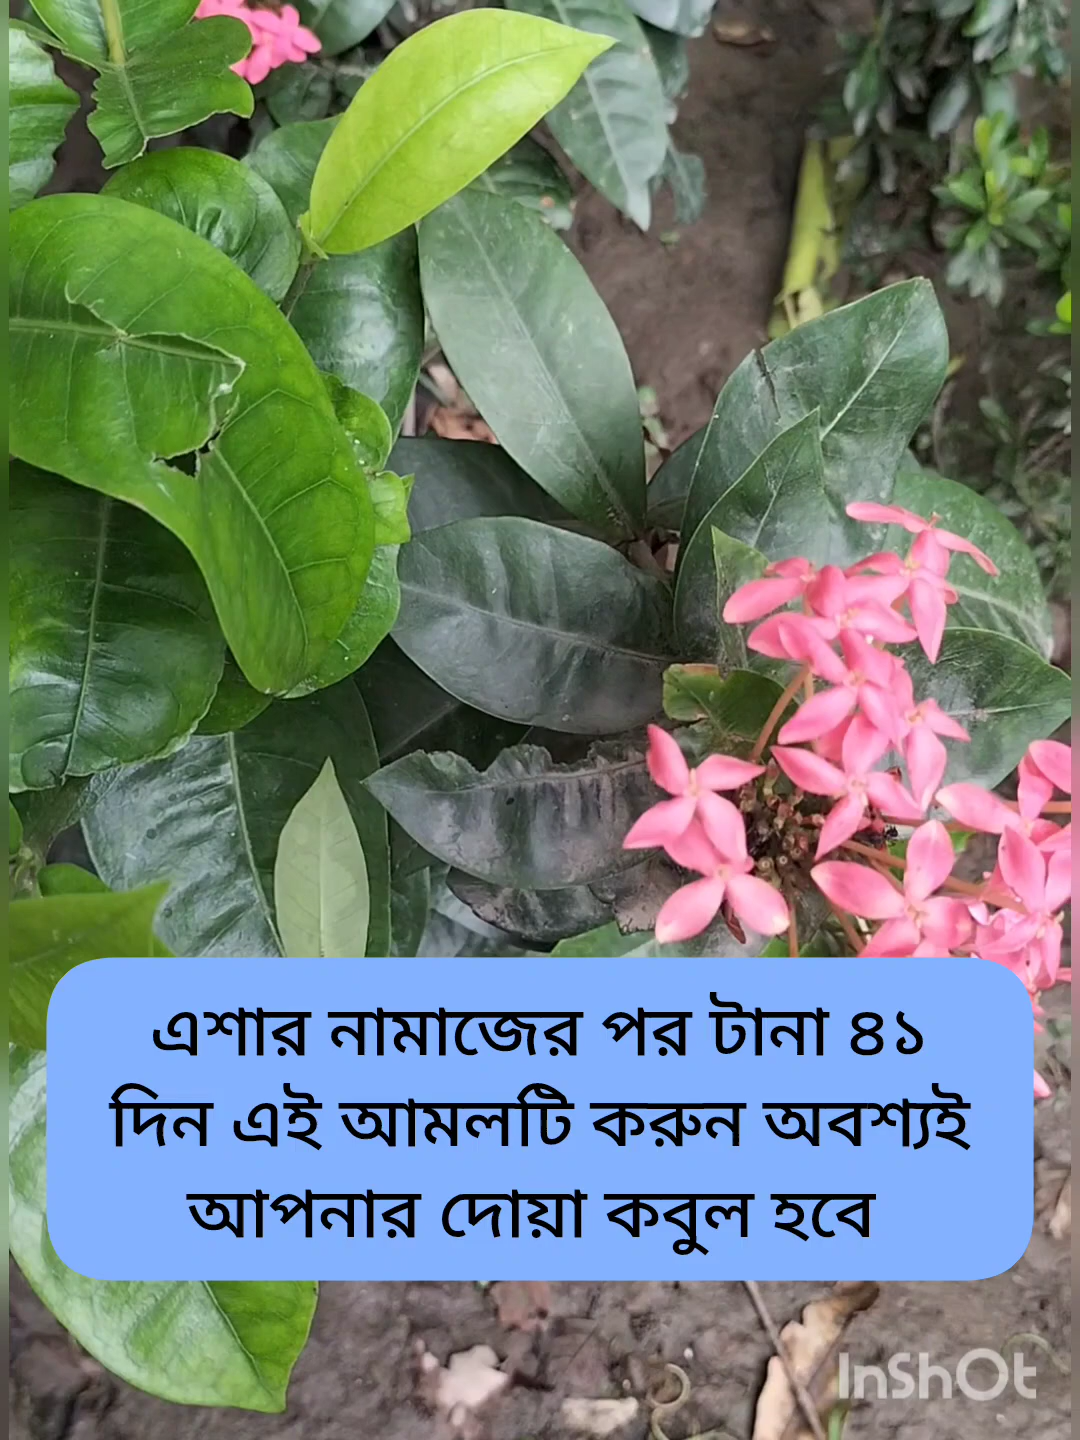 এশার নামাজের পর টানা ৪১
দিন এই আমলটি করুন অবশ্যই
আপনার দোয়া কবুল হবে
InShOt